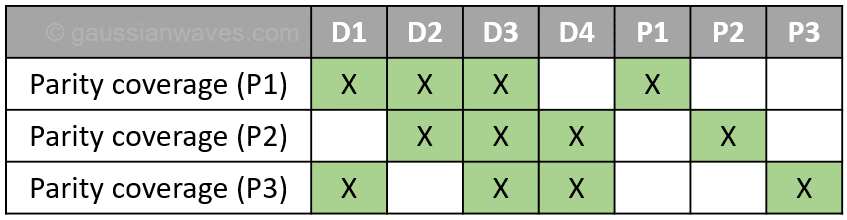 © gaussianwaves.com D1 D2 D3 D4 P1 P2 P3
Parity coverage (P1) X X X X
Parity coverage (P2) X X X X
Parity coverage (P3) X X X X